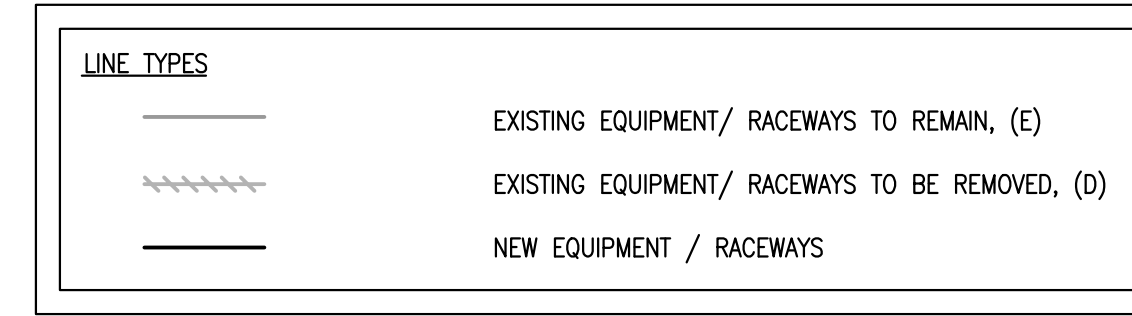 LINE TYPES
EXISTING EQUIPMENT/ RACEWAYS TO REMAIN, (E)
EXISTING EQUIPMENT/ RACEWAYS TO BE REMOVED, (D)
NEW EQUIPMENT / RACEWAYS